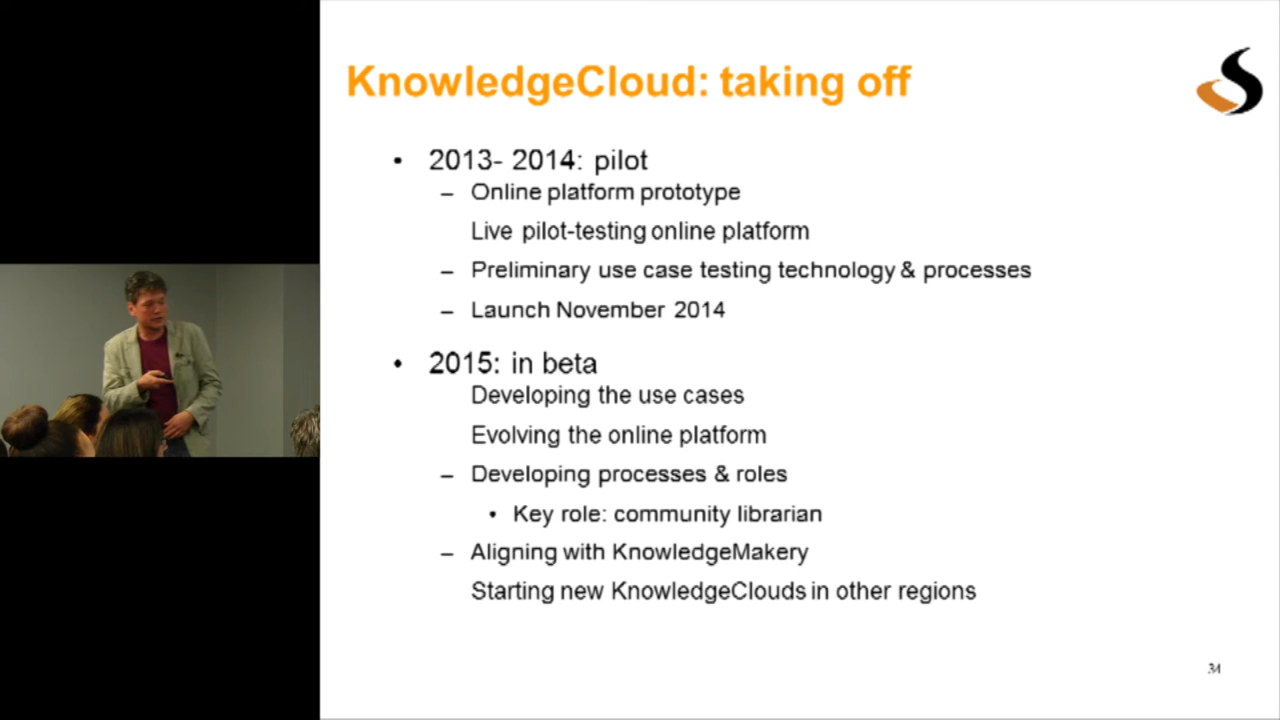 KnowledgeCloud: taking off
• 2013- 2014: pilot
– Online platform prototype
Live pilot-testing online platform
– Preliminary use case testing technology & processes
– Launch November 2014
• 2015: in beta
Developing the use cases
Evolving the online platform
– Developing processes & roles
• Key role: community librarian
– Aligning with KnowledgeMakery
Starting new KnowledgeClouds in other regions
34